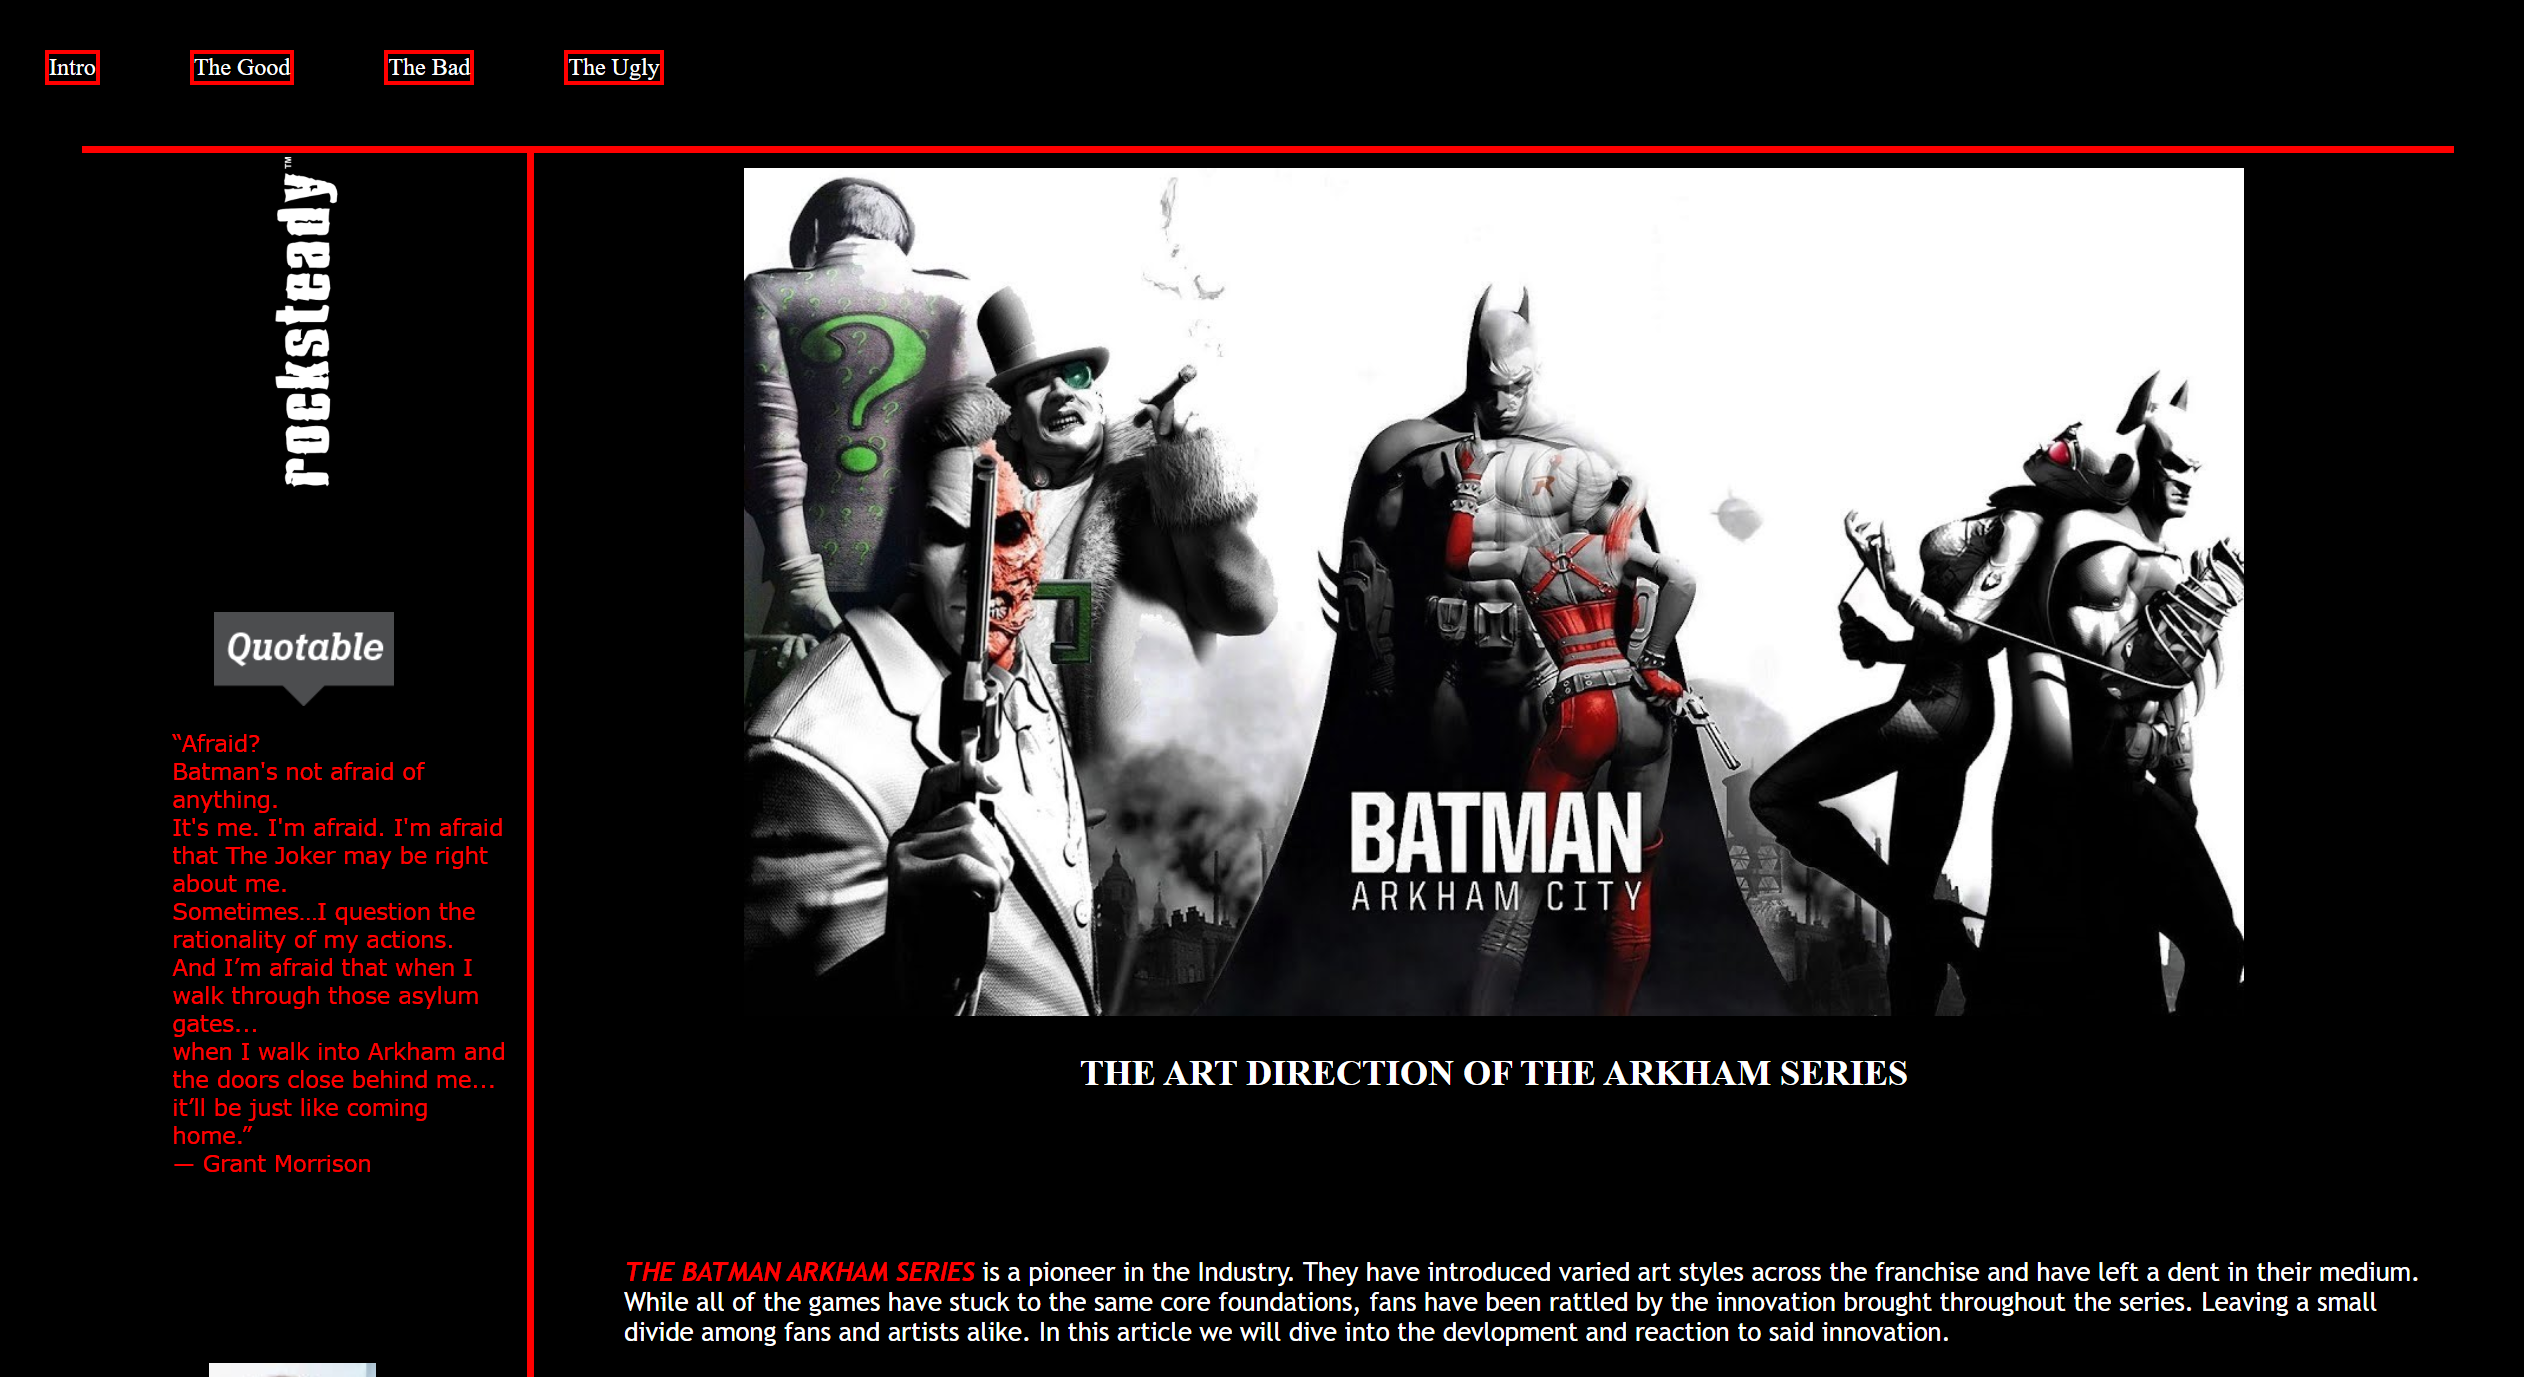 Intro
The Good
The Bad
The Ugly
rocksteady™
Quotable
“Afraid?
Batman's not afraid of
anything.
It's me. I'm afraid. I'm afraid
that The Joker may be right
about me.
Sometimes...I question the
rationality of my actions.
And I’m afraid that when I
walk through those asylum
gates...
when I walk into Arkham and
the doors close behind me...
it’ll be just like coming
home.”
— Grant Morrison
R
BATMAN
ARKHAM CITY
THE ART DIRECTION OF THE ARKHAM SERIES
THE BATMAN ARKHAM SERIES is a pioneer in the Industry. They have introduced varied art styles across the franchise and have left a dent in their medium.
While all of the games have stuck to the same core foundations, fans have been rattled by the innovation brought throughout the series. Leaving a small
divide among fans and artists alike. In this article we will dive into the devlopment and reaction to said innovation.